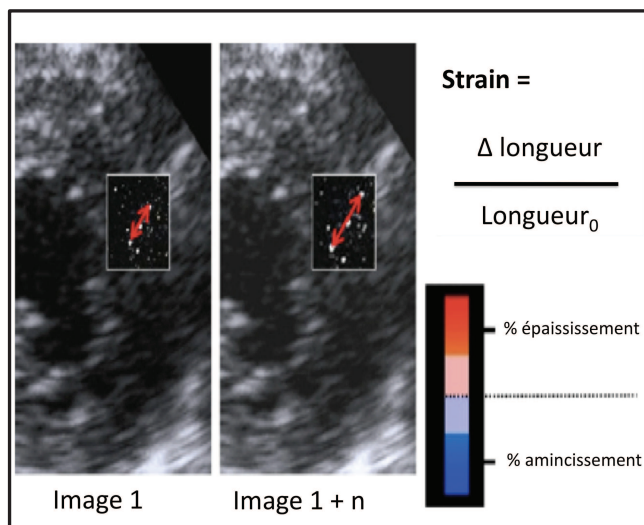 Strain =
Δ longueur
Longueur₀
% épaississement
% amincissement
Image 1
Image 1 + n